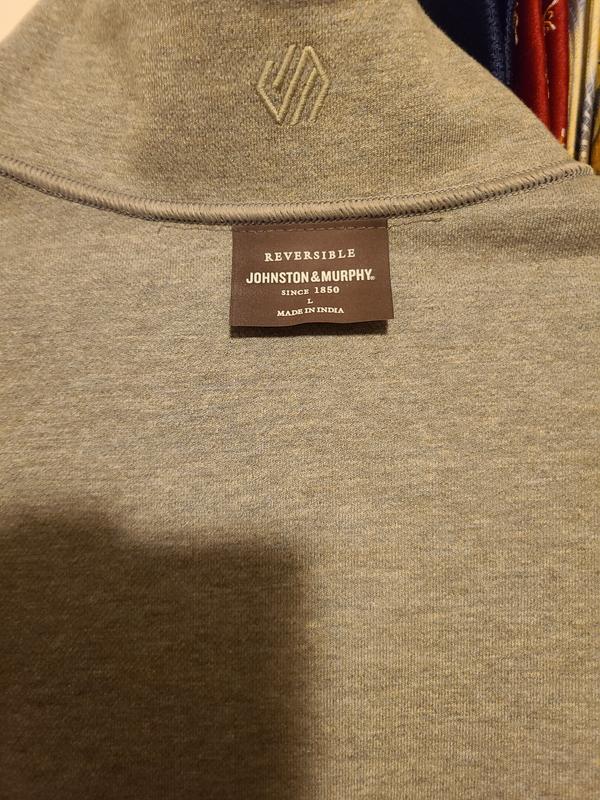 REVERSIBLE
JOHNSTON & MURPHY®
SINCE 1850
L
MADE IN INDIA